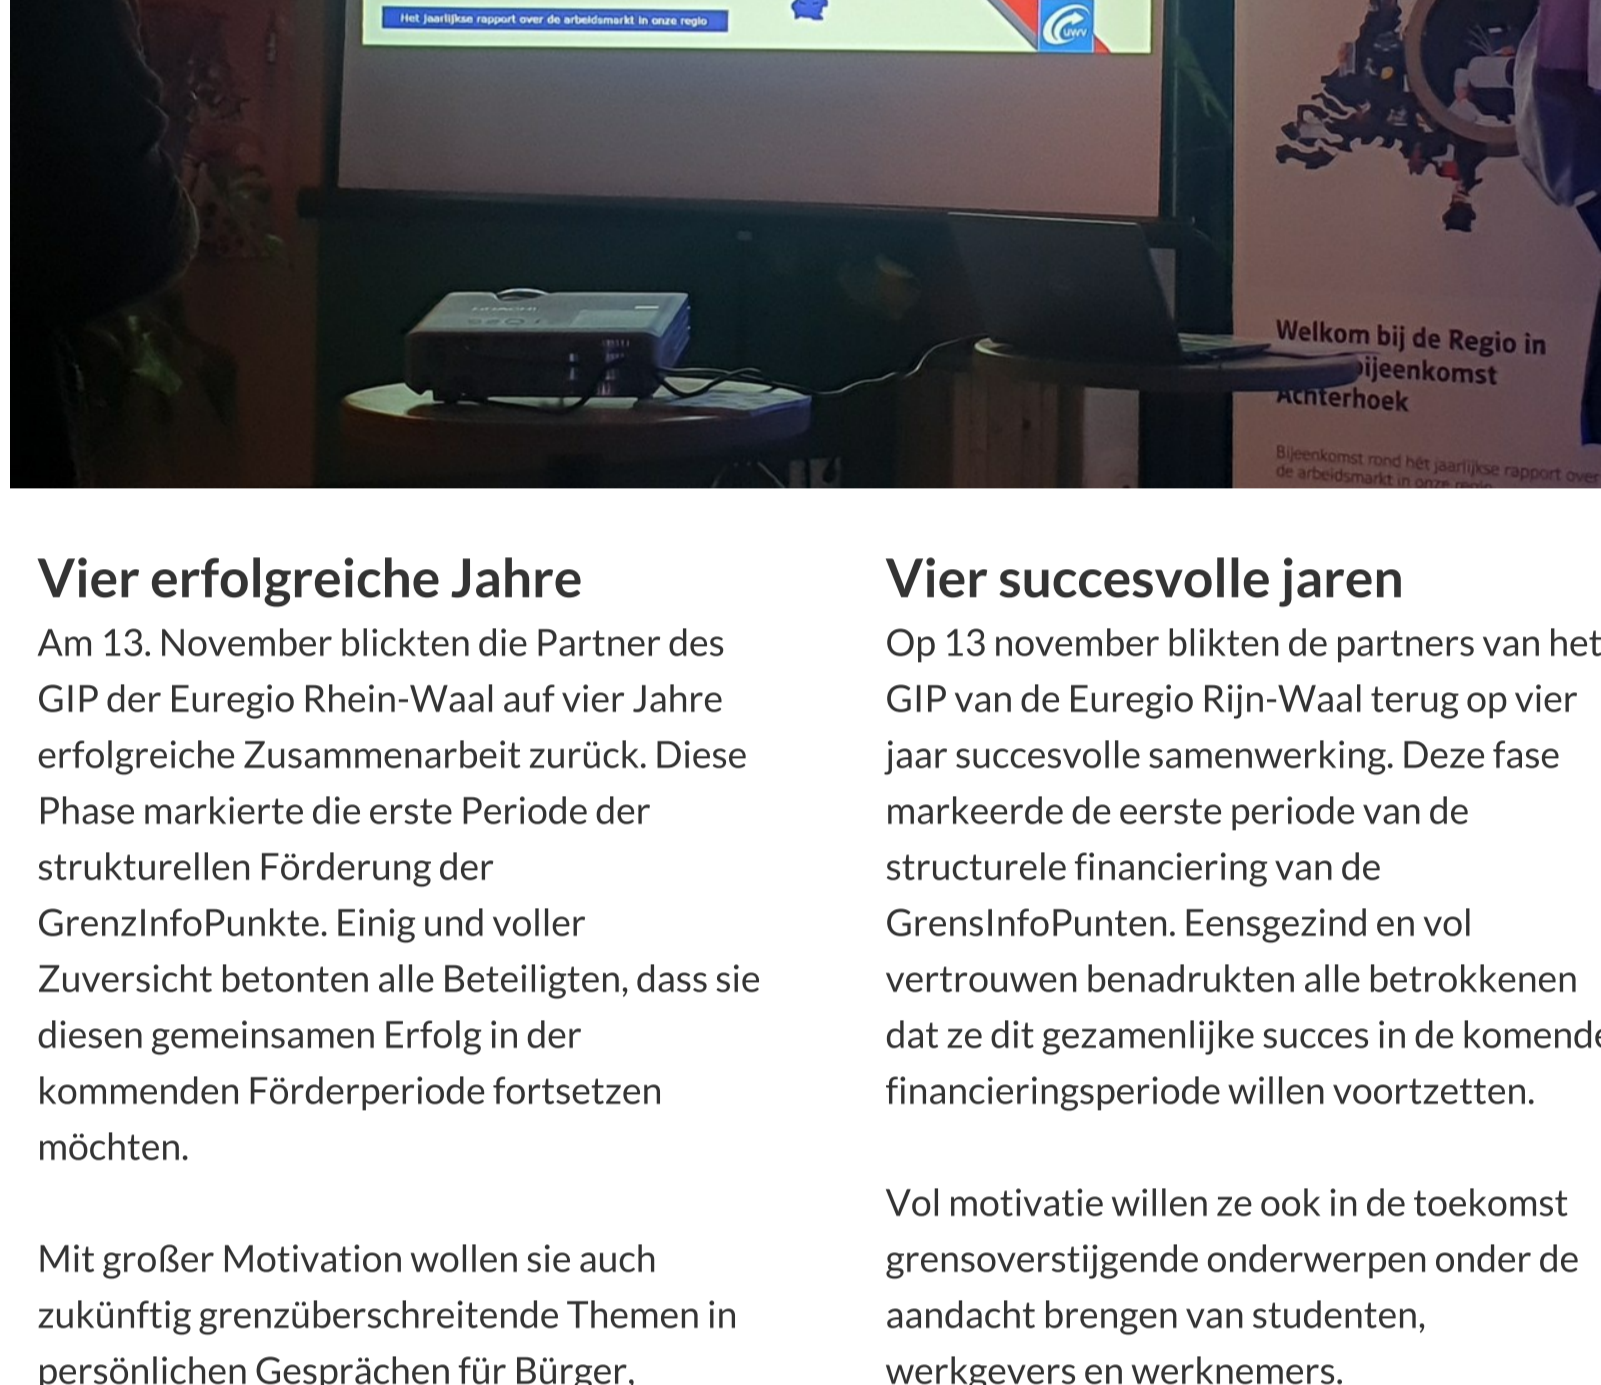 Het jaarlijkse rapport over de arbeidsmarkt in onze regio
UWV
HITACHI
Welkom bij de Regio in
bijeenkomst
Achterhoek
Bijeenkomst rond hét jaarlijkse rapport over
de arbeidsmarkt in onze regio
Vier erfolgreiche Jahre
Am 13. November blickten die Partner des
GIP der Euregio Rhein-Waal auf vier Jahre
erfolgreiche Zusammenarbeit zurück. Diese
Phase markierte die erste Periode der
strukturellen Förderung der
GrenzInfoPunkte. Einig und voller
Zuversicht betonten alle Beteiligten, dass sie
diesen gemeinsamen Erfolg in der
kommenden Förderperiode fortsetzen
möchten.
Mit großer Motivation wollen sie auch
zukünftig grenzüberschreitende Themen in
persönlichen Gesprächen für Bürger,
Vier succesvolle jaren
Op 13 november blikten de partners van het
GIP van de Euregio Rijn-Waal terug op vier
jaar succesvolle samenwerking. Deze fase
markeerde de eerste periode van de
structurele financiering van de
GrensInfoPunten. Eensgezind en vol
vertrouwen benadrukten alle betrokkenen
dat ze dit gezamenlijke succes in de komende
financieringsperiode willen voortzetten.
Vol motivatie willen ze ook in de toekomst
grensoverstijgende onderwerpen onder de
aandacht brengen van studenten,
werkgevers en werknemers.